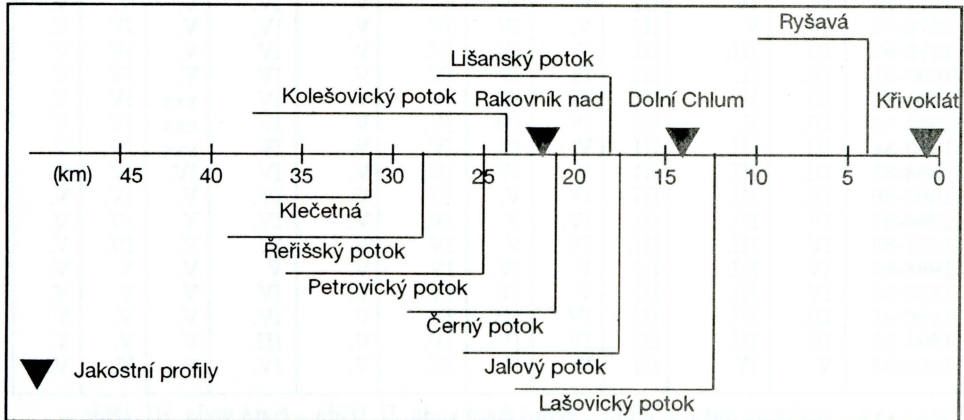 Ryšavá
Lišanský potok
Kolešovický potok
Rakovník nad
Dolní Chlum
Křivoklát
(km) 45 40 35 30 25 20 15 10 5 0
Klečetná
Řeřišský potok
Petrovický potok
Černý potok
Jalový potok
Jakostní profily
Lašovický potok